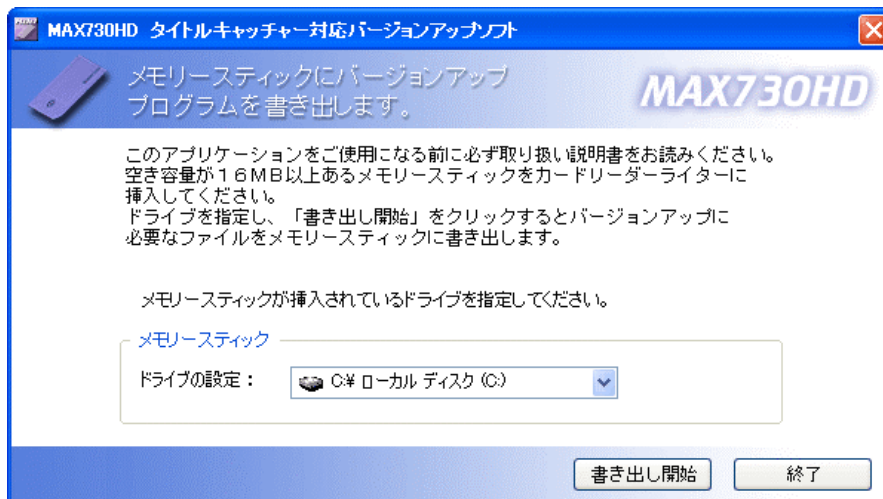 MAX730HD タイトルキャッチャー対応バージョンアップソフト
メモリースティックにバージョンアップ
プログラムを書き出します。
MAX730HD
このアプリケーションをご使用になる前に必ず取り扱い説明書をお読みください。
空き容量が１６ＭＢ以上あるメモリースティックをカードリーダーライターに
挿入してください。
ドライブを指定し、「書き出し開始」をクリックするとバージョンアップに
必要なファイルをメモリースティックに書き出します。
メモリースティックが挿入されているドライブを指定してください。
メモリースティック
ドライブの設定： C:¥ ローカル ディスク (C:)
書き出し開始 終了